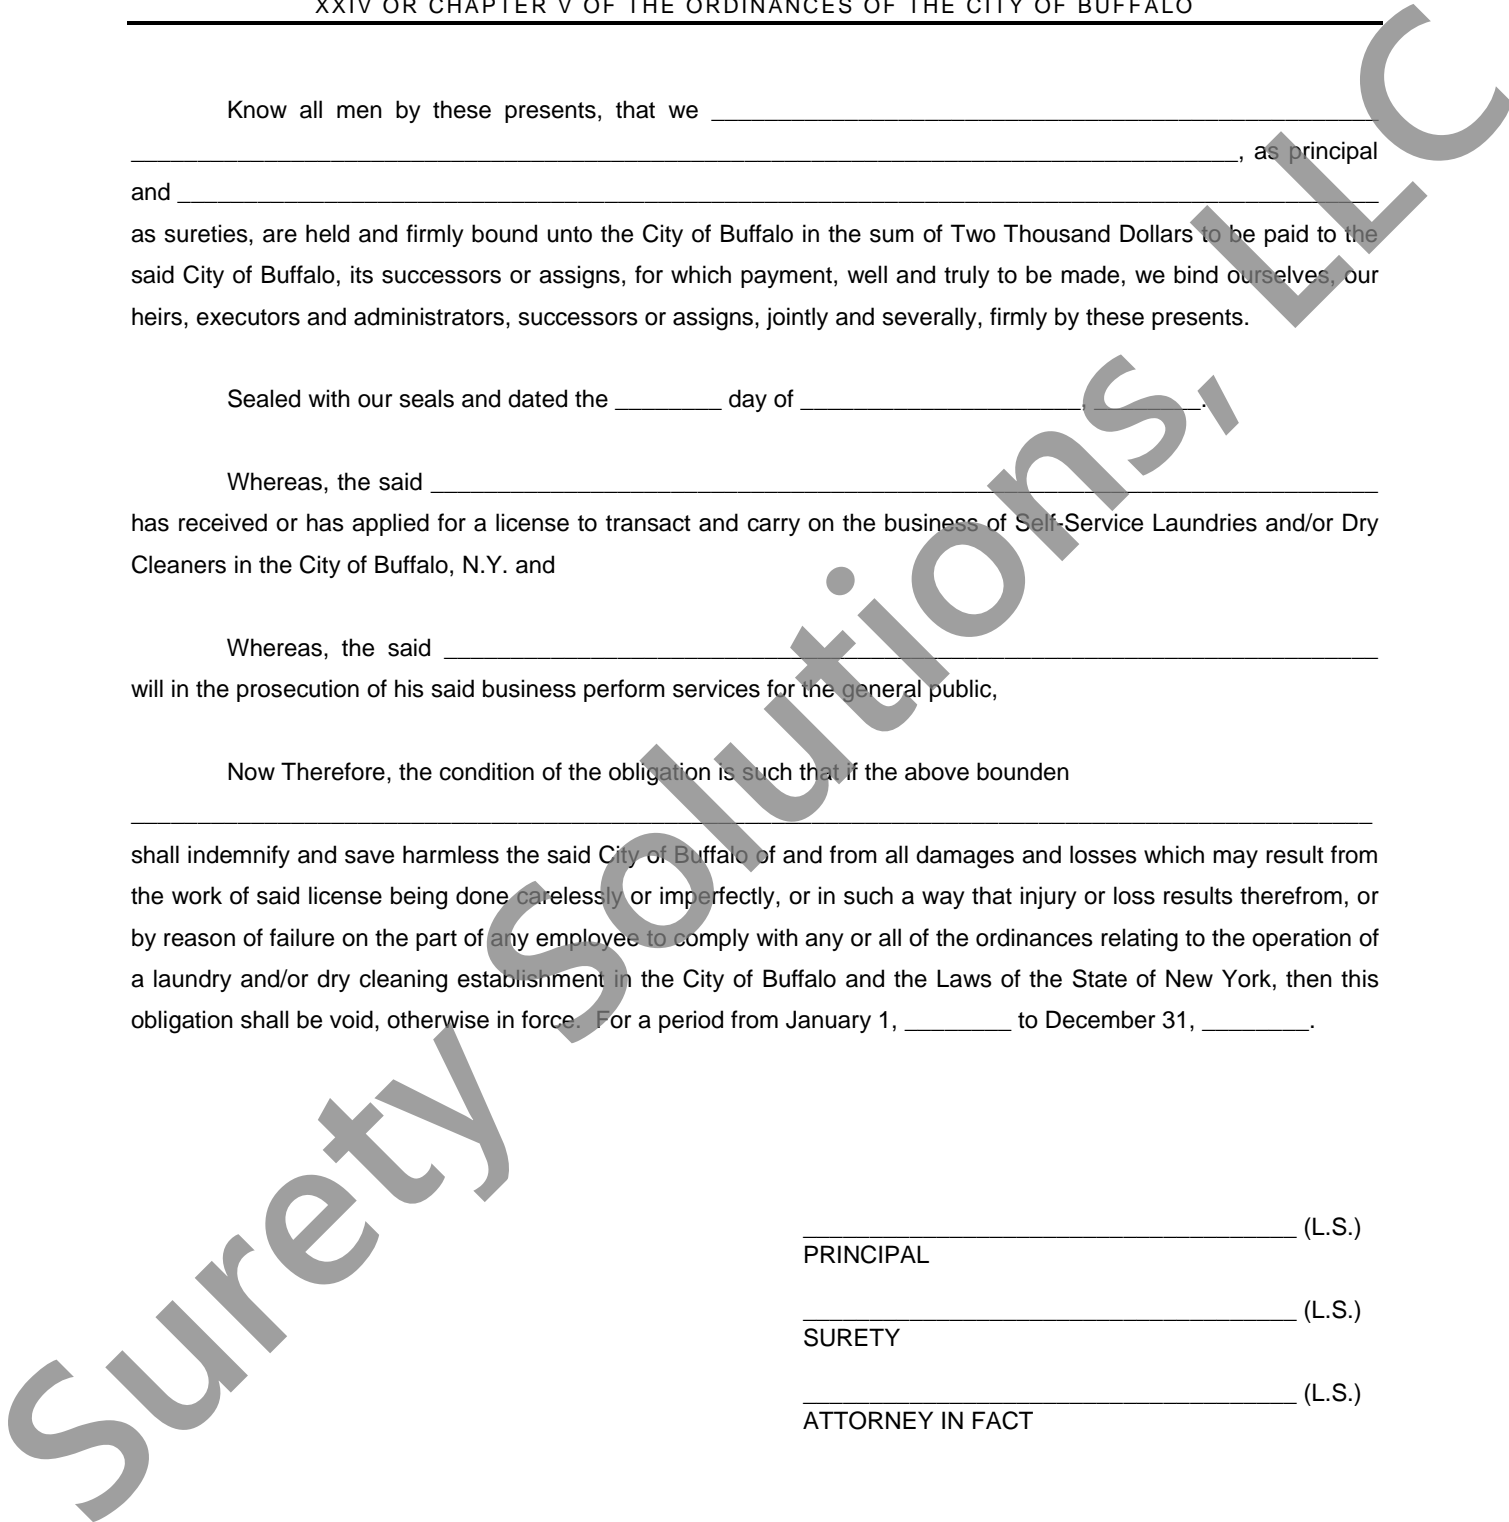 XXIV OR CHAPTER V OF THE ORDINANCES OF THE CITY OF BUFFALO
Know all men by these presents, that we ______________________________________________________
__________________________________________________________________________________________, as principal
and __________________________________________________________________________________________________
as sureties, are held and firmly bound unto the City of Buffalo in the sum of Two Thousand Dollars to be paid to the
said City of Buffalo, its successors or assigns, for which payment, well and truly to be made, we bind ourselves, our
heirs, executors and administrators, successors or assigns, jointly and severally, firmly by these presents.
Sealed with our seals and dated the ________ day of _____________________, ________.
Whereas, the said _____________________________________________________________________________
has received or has applied for a license to transact and carry on the business of Self-Service Laundries and/or Dry
Cleaners in the City of Buffalo, N.Y. and
Whereas, the said ____________________________________________________________________________
will in the prosecution of his said business perform services for the general public,
Now Therefore, the condition of the obligation is such that if the above bounden
_____________________________________________________________________________________________________
shall indemnify and save harmless the said City of Buffalo of and from all damages and losses which may result from
the work of said license being done carelessly or imperfectly, or in such a way that injury or loss results therefrom, or
by reason of failure on the part of any employee to comply with any or all of the ordinances relating to the operation of
a laundry and/or dry cleaning establishment in the City of Buffalo and the Laws of the State of New York, then this
obligation shall be void, otherwise in force. For a period from January 1, ________ to December 31, ________.
_____________________________________ (L.S.)
PRINCIPAL
_____________________________________ (L.S.)
SURETY
_____________________________________ (L.S.)
ATTORNEY IN FACT
Surety Solutions, LLC